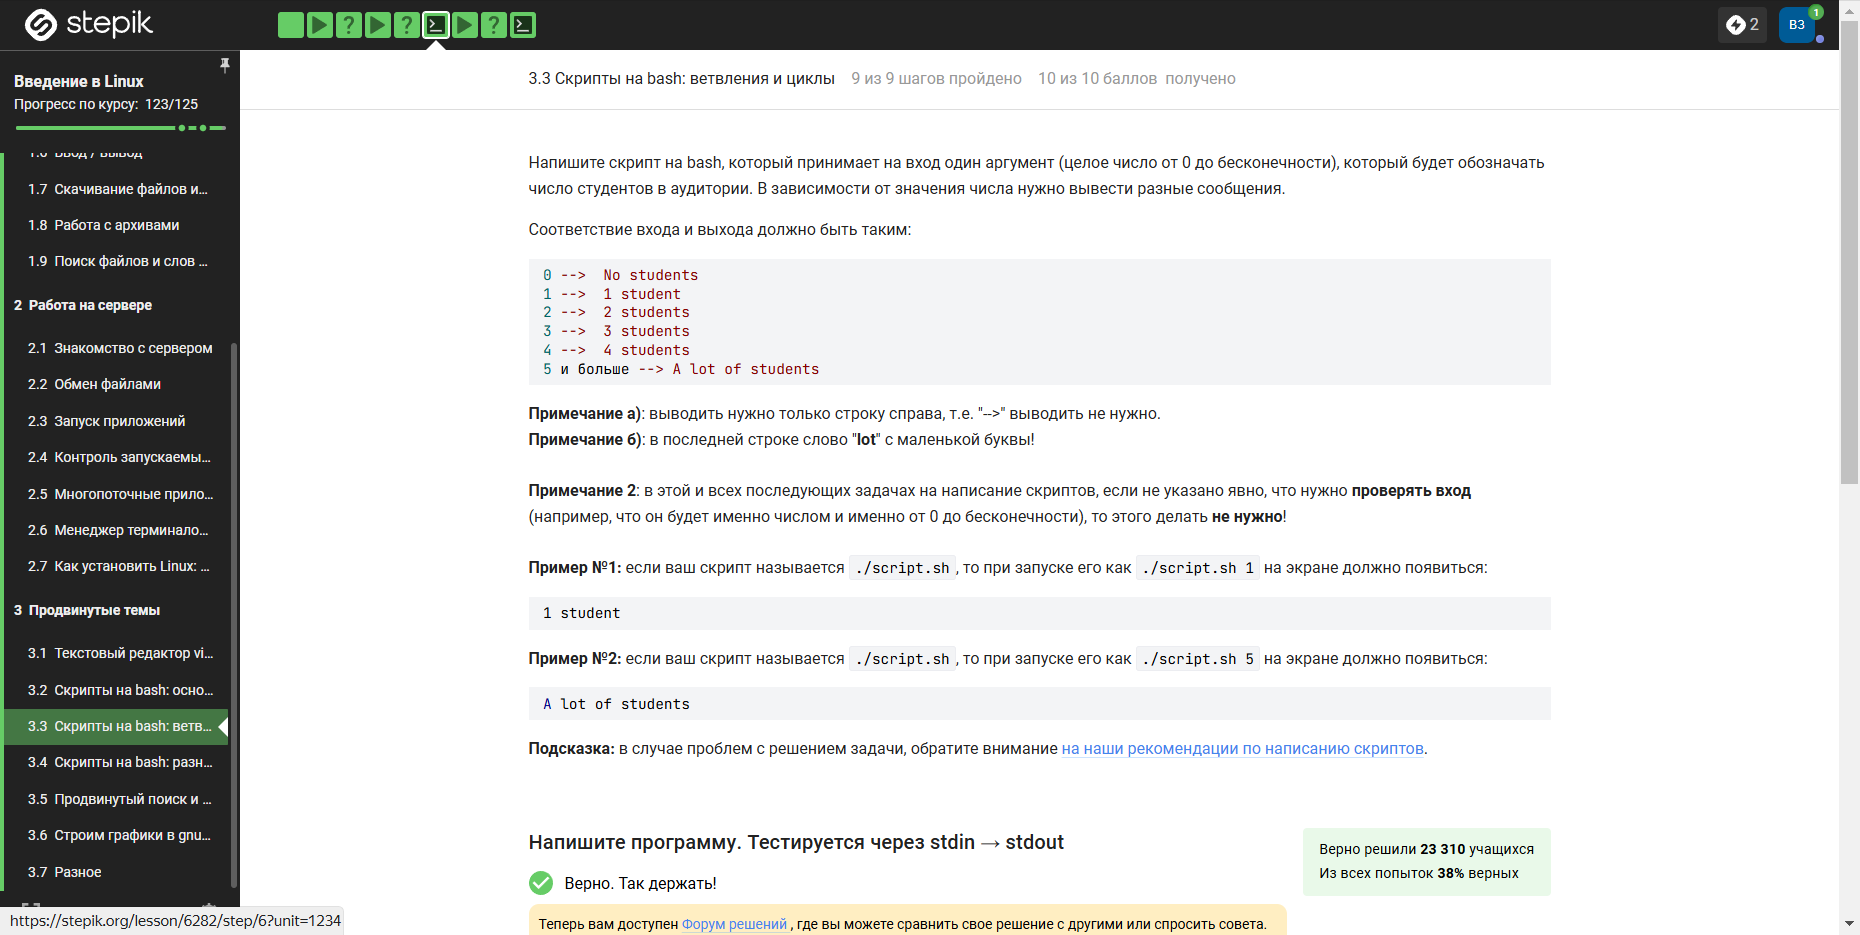 stepik
2
ВЗ
1
Введение в Linux
Прогресс по курсу: 123/125
1.6 Ввод / вывод
1.7 Скачивание файлов и...
1.8 Работа с архивами
1.9 Поиск файлов и слов ...
2 Работа на сервере
2.1 Знакомство с сервером
2.2 Обмен файлами
2.3 Запуск приложений
2.4 Контроль запускаемы...
2.5 Многопоточные прило...
2.6 Менеджер терминало...
2.7 Как установить Linux: ...
3 Продвинутые темы
3.1 Текстовый редактор vi...
3.2 Скрипты на bash: осно...
3.3 Скрипты на bash: ветв...
3.4 Скрипты на bash: разн...
3.5 Продвинутый поиск и ...
3.6 Строим графики в gnu...
3.7 Разное
https://stepik.org/lesson/6282/step/6?unit=1234
3.3 Скрипты на bash: ветвления и циклы 9 из 9 шагов пройдено 10 из 10 баллов получено
Напишите скрипт на bash, который принимает на вход один аргумент (целое число от 0 до бесконечности), который будет обозначать
число студентов в аудитории. В зависимости от значения числа нужно вывести разные сообщения.
Соответствие входа и выхода должно быть таким:
0 --> No students
1 --> 1 student
2 --> 2 students
3 --> 3 students
4 --> 4 students
5 и больше --> A lot of students
Примечание а): выводить нужно только строку справа, т.е. "-->" выводить не нужно.
Примечание б): в последней строке слово "lot" с маленькой буквы!
Примечание 2: в этой и всех последующих задачах на написание скриптов, если не указано явно, что нужно проверять вход
(например, что он будет именно числом и именно от 0 до бесконечности), то этого делать не нужно!
Пример №1: если ваш скрипт называется ./script.sh, то при запуске его как ./script.sh 1 на экране должно появиться:
1 student
Пример №2: если ваш скрипт называется ./script.sh, то при запуске его как ./script.sh 5 на экране должно появиться:
A lot of students
Подсказка: в случае проблем с решением задачи, обратите внимание на наши рекомендации по написанию скриптов.
Напишите программу. Тестируется через stdin → stdout
Верно. Так держать!
Верно решили 23 310 учащихся
Из всех попыток 38% верных
Теперь вам доступен Форум решений, где вы можете сравнить свое решение с другими или спросить совета.